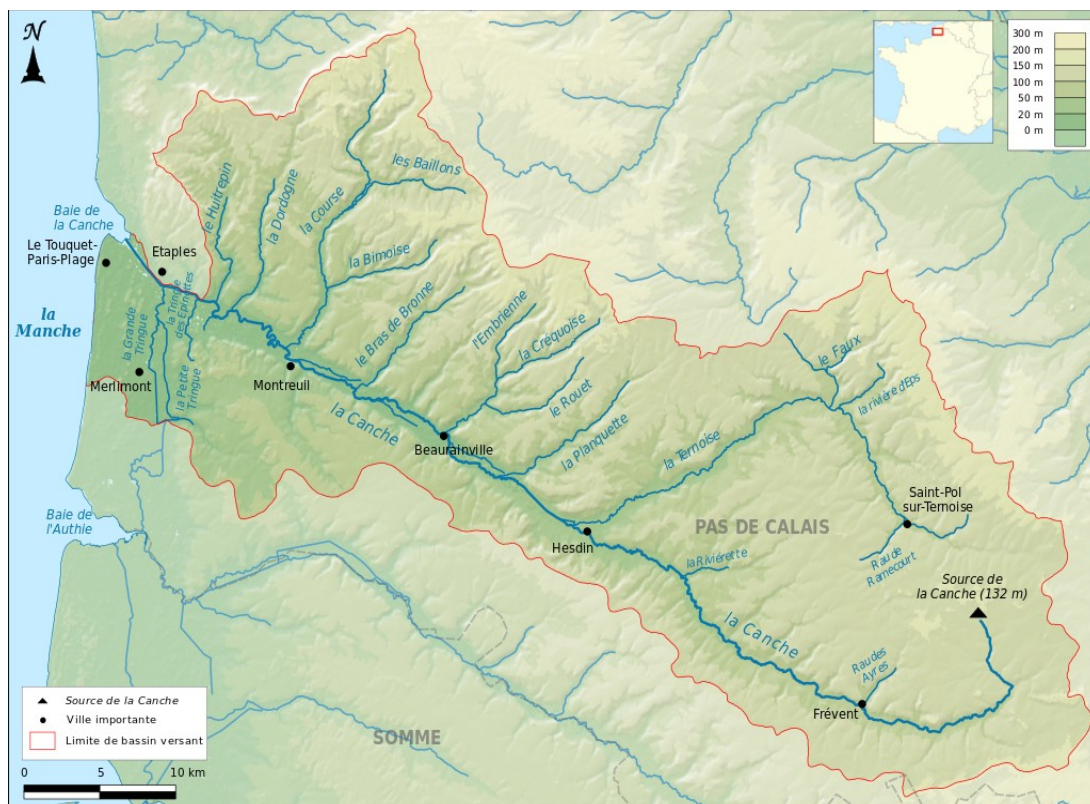 N
300 m
200 m
150 m
100 m
50 m
20 m
0 m
les Baillons
le Huitrepin
la Dordogne
la Course
Baie de
la Canche
Le Touquet-
Paris-Plage
Etaples
la Bimoise
la Tringue
des Epinettes
la Grande
Tringue
la
Manche
le Bras de Bronne
l'Embrienne
la Créquoise
le Faux
la rivière d'Eps
Merlimont
la Petite
Tringue
Montreuil
le Rouet
la Canche
Beaurainville
la Planquette
la Ternoise
Saint-Pol
sur-Ternoise
Baie de
l'Authie
PAS DE CALAIS
Hesdin
la Riviérette
Rau de
Ramecourt
Source de
la Canche (132 m)
la Canche
Rau des
Ayres
Frévent
SOMME
Source de la Canche
Ville importante
Limite de bassin versant
0 5 10 km